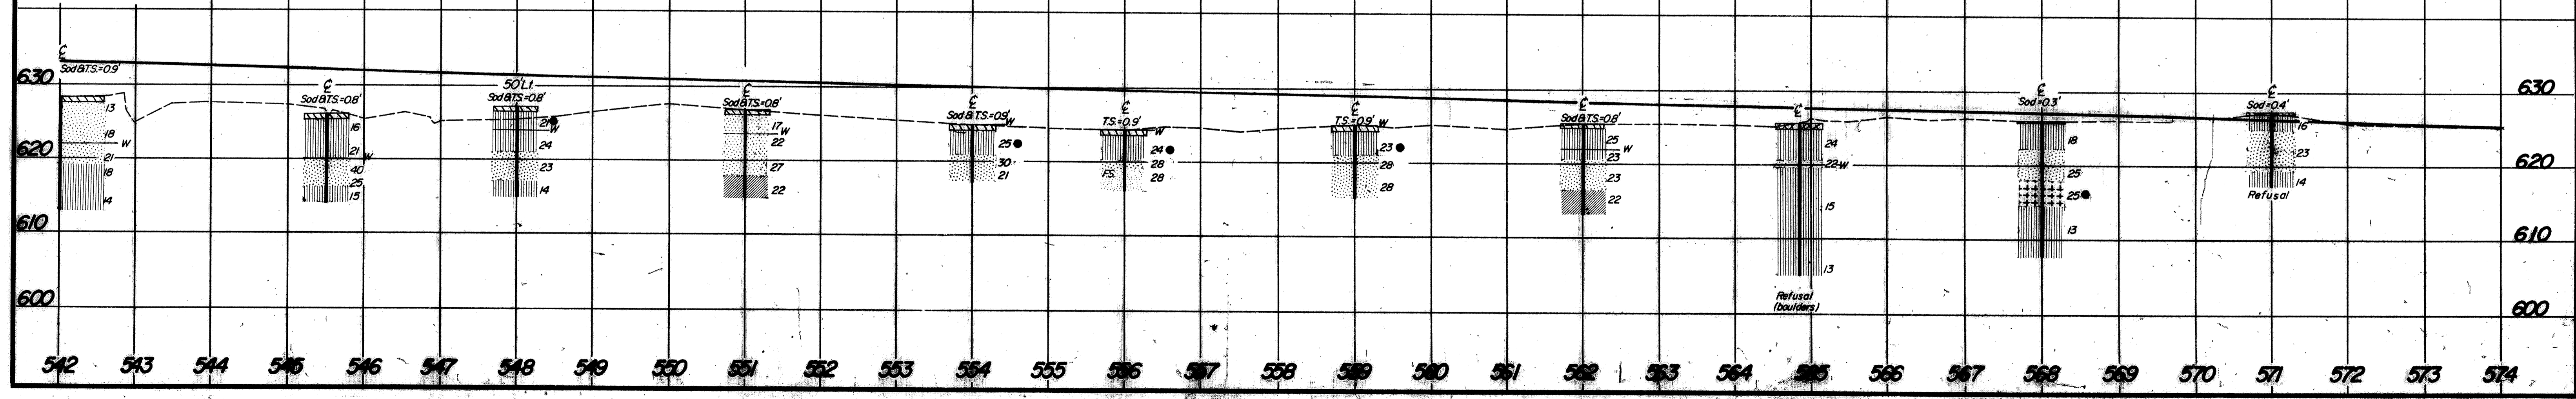 ℄
Sod & T.S.=0.9'
630
620
610
600
13
18
W
21
18
14
℄
Sod & T.S.=0.8'
16
21 W
40
25
15
50' Lt.
Sod & T.S.=0.8'
21
W
24
23
14
℄
Sod & T.S.=0.8'
17 W
22
27
22
℄
Sod & T.S.=0.9' W
25
30
21
℄
T.S.=0.9'
W
24
28
F.S.
28
℄
T.S.=0.9' W
23
28
28
℄
Sod & T.S.=0.8'
25
W
23
23
22
℄
24
22 W
15
13
Refusal
(boulders)
℄
Sod=0.3'
18
25
25
13
℄
Sod=0.4'
16
23
14
Refusal
630
620
610
600
542 543 544 545 546 547 548 549 550 551 552 553 554 555 556 557 558 559 560 561 562 563 564 565 566 567 568 569 570 571 572 573 574